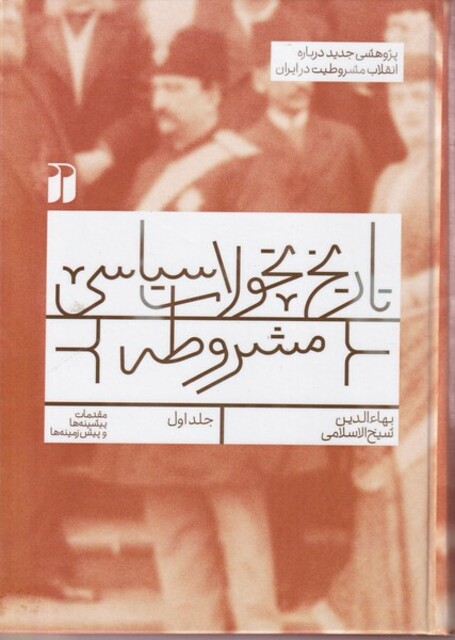 پژوهشی جدید درباره
انقلاب مشروطیت در ایران
تاریخ تحولات سیاسی
مشروطه
بهاءالدین
شیخ‌الاسلامی
جلد اول
مقدمات
پیشینه‌ها
و پیش‌زمینه‌ها